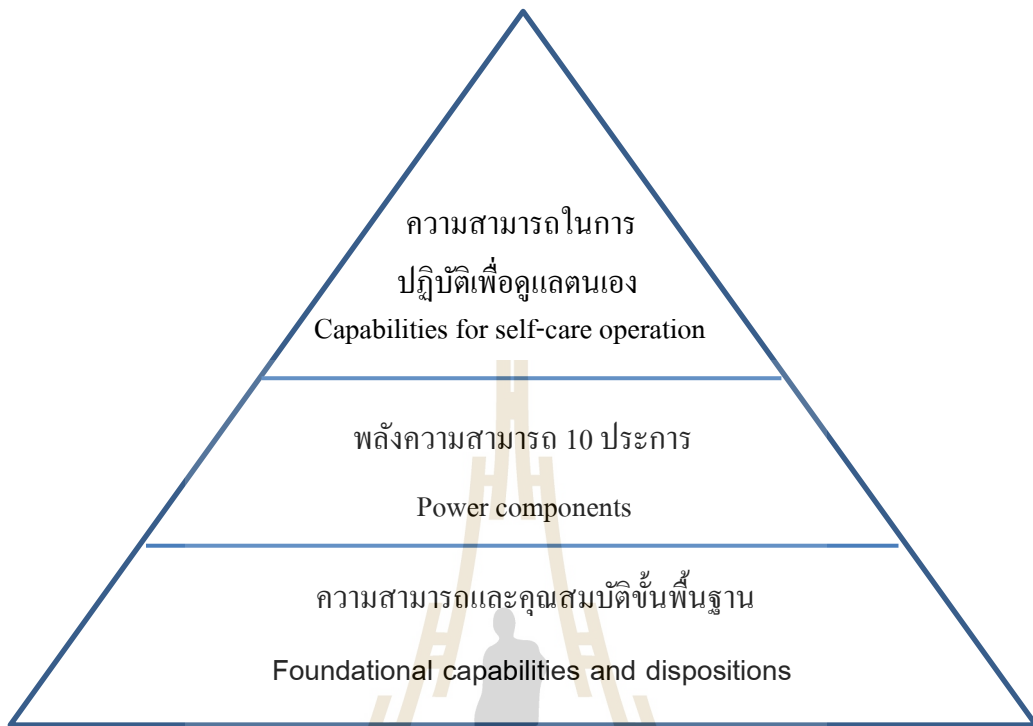 ความสามารถในการ
ปฏิบัติเพื่อดูแลตนเอง
Capabilities for self-care operation
พลังความสามารถ 10 ประการ
Power components
ความสามารถและคุณสมบัติขั้นพื้นฐาน
Foundational capabilities and dispositions